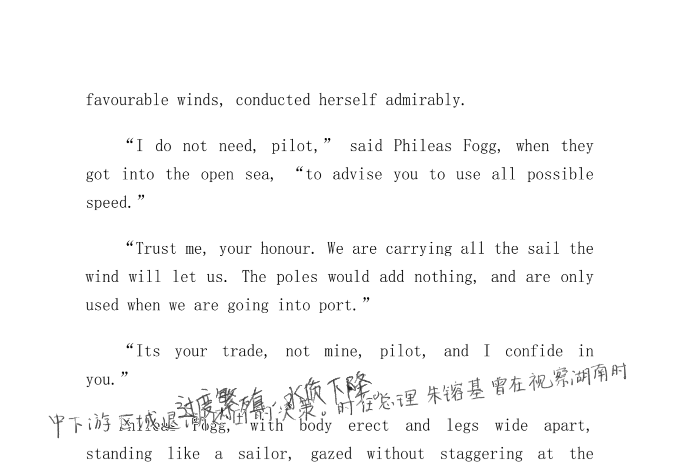 favourable winds, conducted herself admirably.
“I do not need, pilot,” said Phileas Fogg, when they
got into the open sea, “to advise you to use all possible
speed.”
“Trust me, your honour. We are carrying all the sail the
wind will let us. The poles would add nothing, and are only
used when we are going into port.”
“Its your trade, not mine, pilot, and I confide in
you.”
过度繁殖，水质下降。
中下游区域退 的决策。时任总理朱镕基曾在视察湖南时
Phileas Fogg, with body erect and legs wide apart,
standing like a sailor, gazed without staggering at the